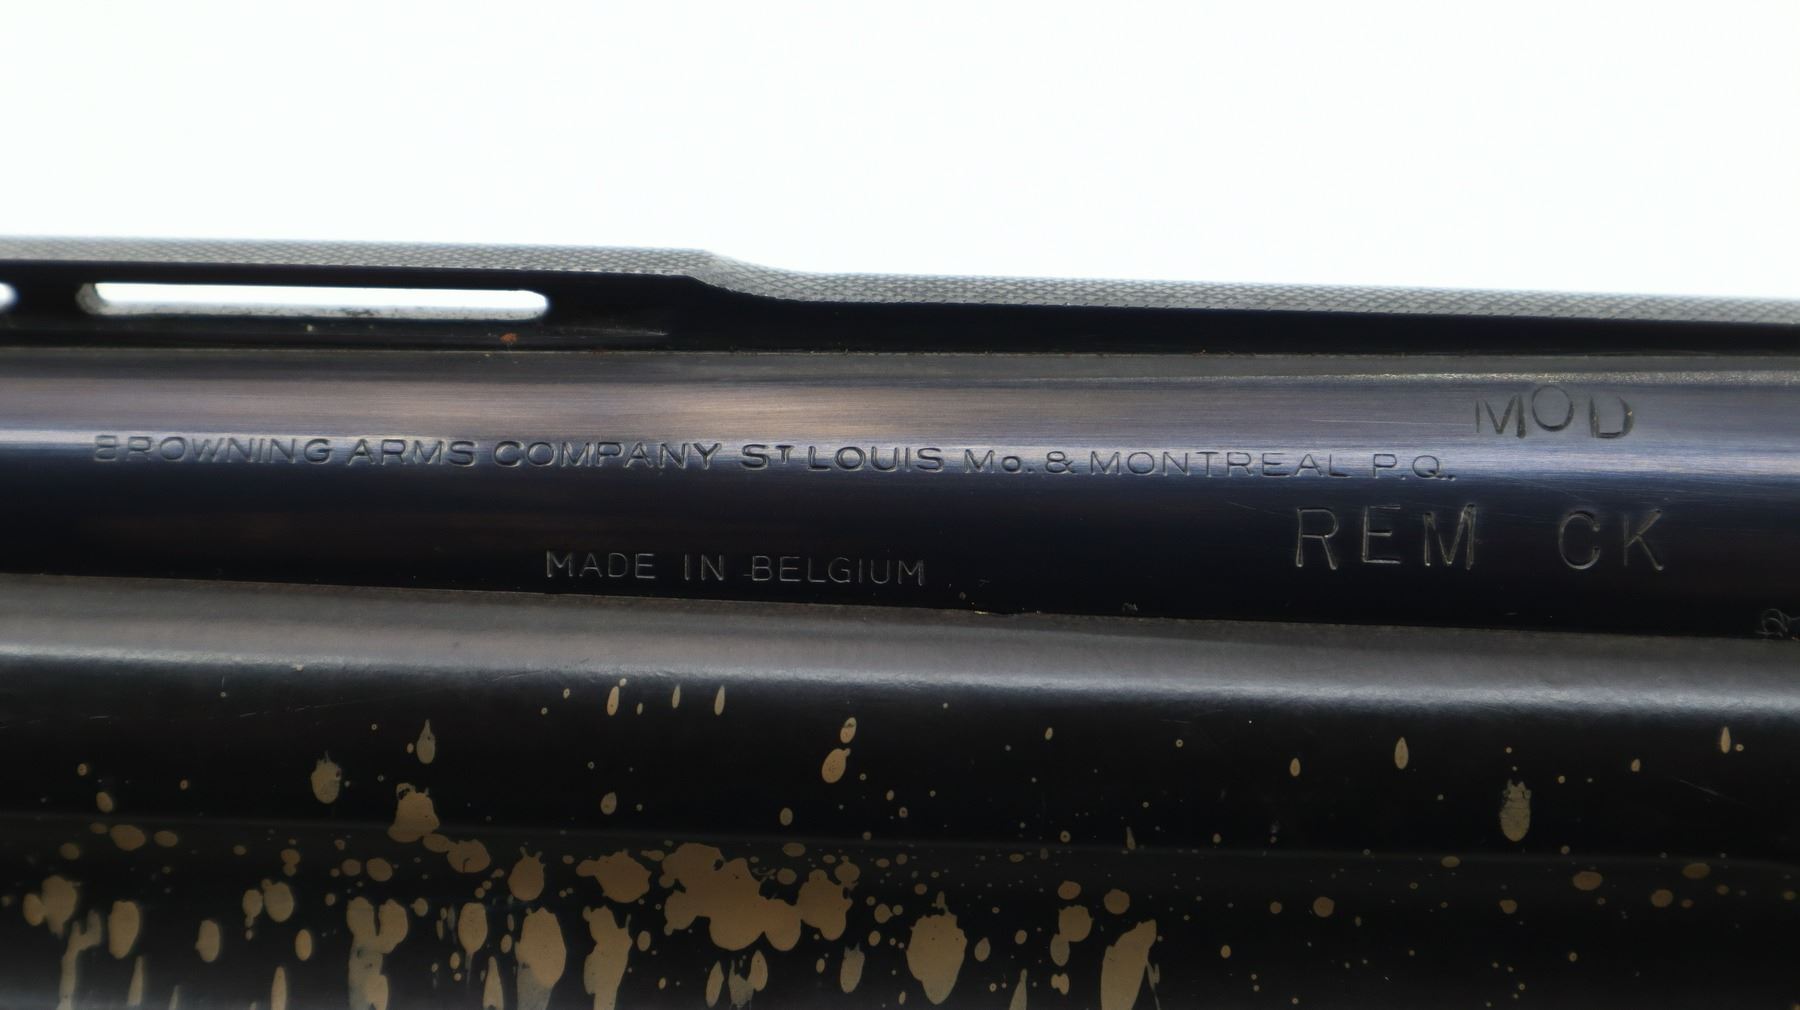 MOD
BROWNING ARMS COMPANY ST LOUIS Mo. & MONTREAL P.Q.
REM CK
MADE IN BELGIUM